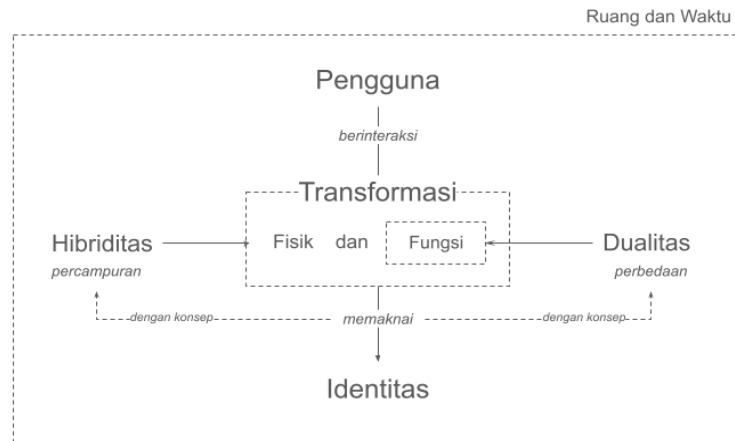 Ruang dan Waktu
Pengguna
berinteraksi
Transformasi
Hibriditas
percampuran
Fisik dan
Fungsi
Dualitas
perbedaan
dengan konsep
memaknai
dengan konsep
Identitas